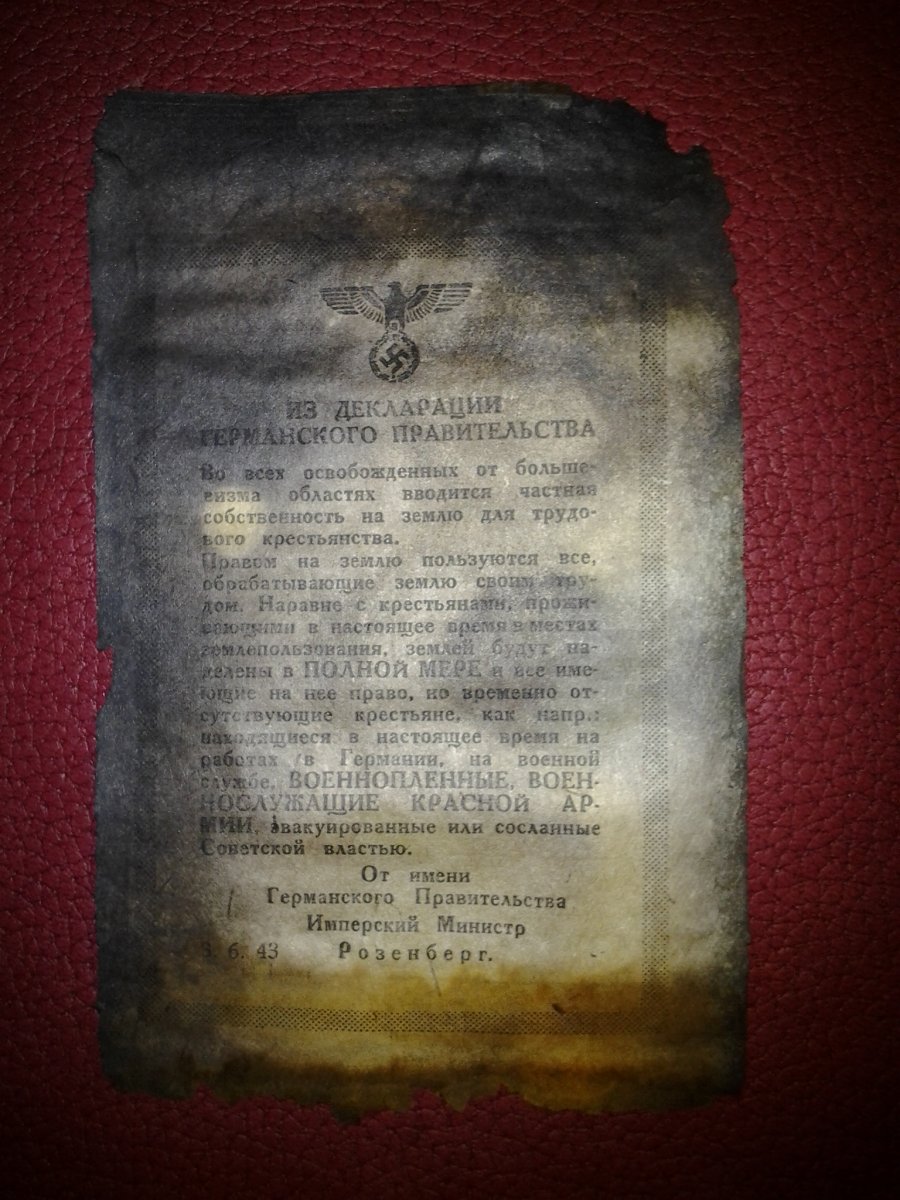 ИЗ ДЕКЛАРАЦИИ
ГЕРМАНСКОГО ПРАВИТЕЛЬСТВА
Во всех освобожденных от больше-
визма областях вводится частная
собственность на землю для трудо-
вого крестьянства.
Правом на землю пользуются все,
обрабатывающие землю своим тру-
дом. Наравне с крестьянами, прожи-
вающими в настоящее время в местах
землепользования, землей будут на-
делены в ПОЛНОЙ МЕРЕ и все име-
ющие на нее право, но временно от-
сутствующие крестьяне, как напр.:
находящиеся в настоящее время на
работах в Германии, на военной
службе, ВОЕННОПЛЕННЫЕ, ВОЕН-
НОСЛУЖАЩИЕ КРАСНОЙ АР-
МИИ, эвакуированные или сосланные
Советской властью.
От имени
Германского Правительства
Имперский Министр
6. 43 Розенберг.